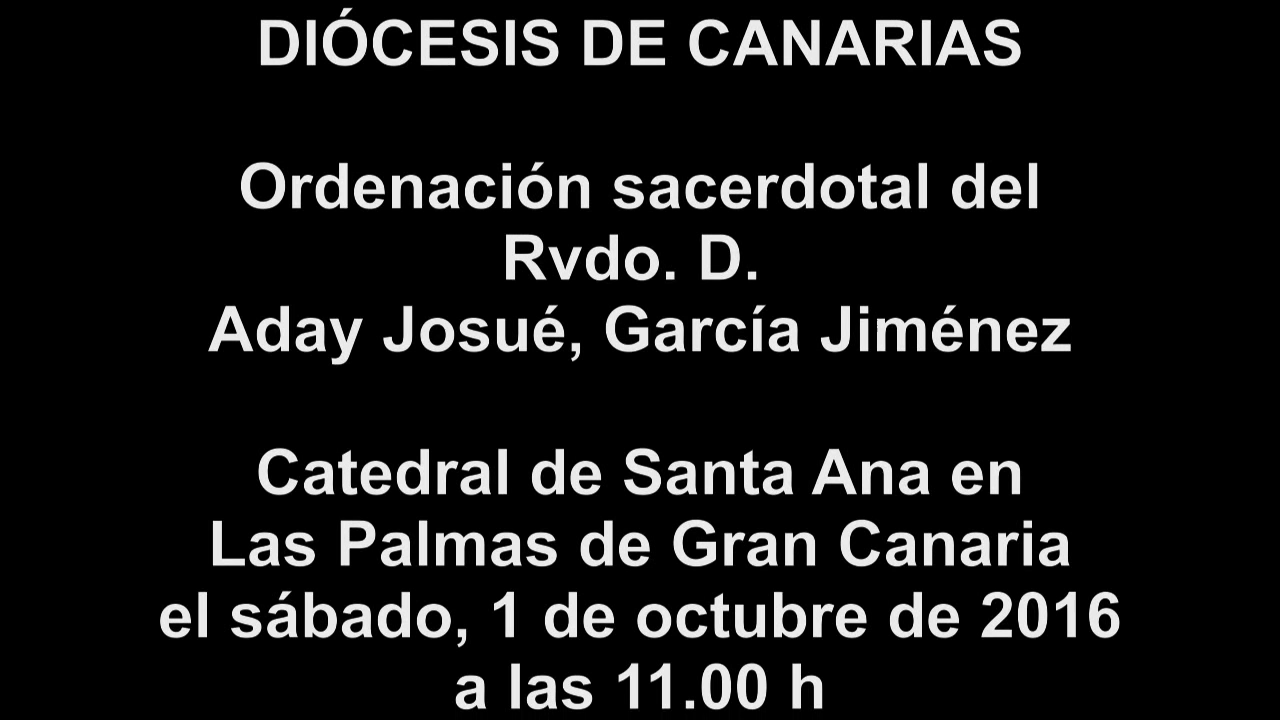 DIÓCESIS DE CANARIAS
Ordenación sacerdotal del
Rvdo. D.
Aday Josué, García Jiménez
Catedral de Santa Ana en
Las Palmas de Gran Canaria
el sábado, 1 de octubre de 2016
a las 11.00 h